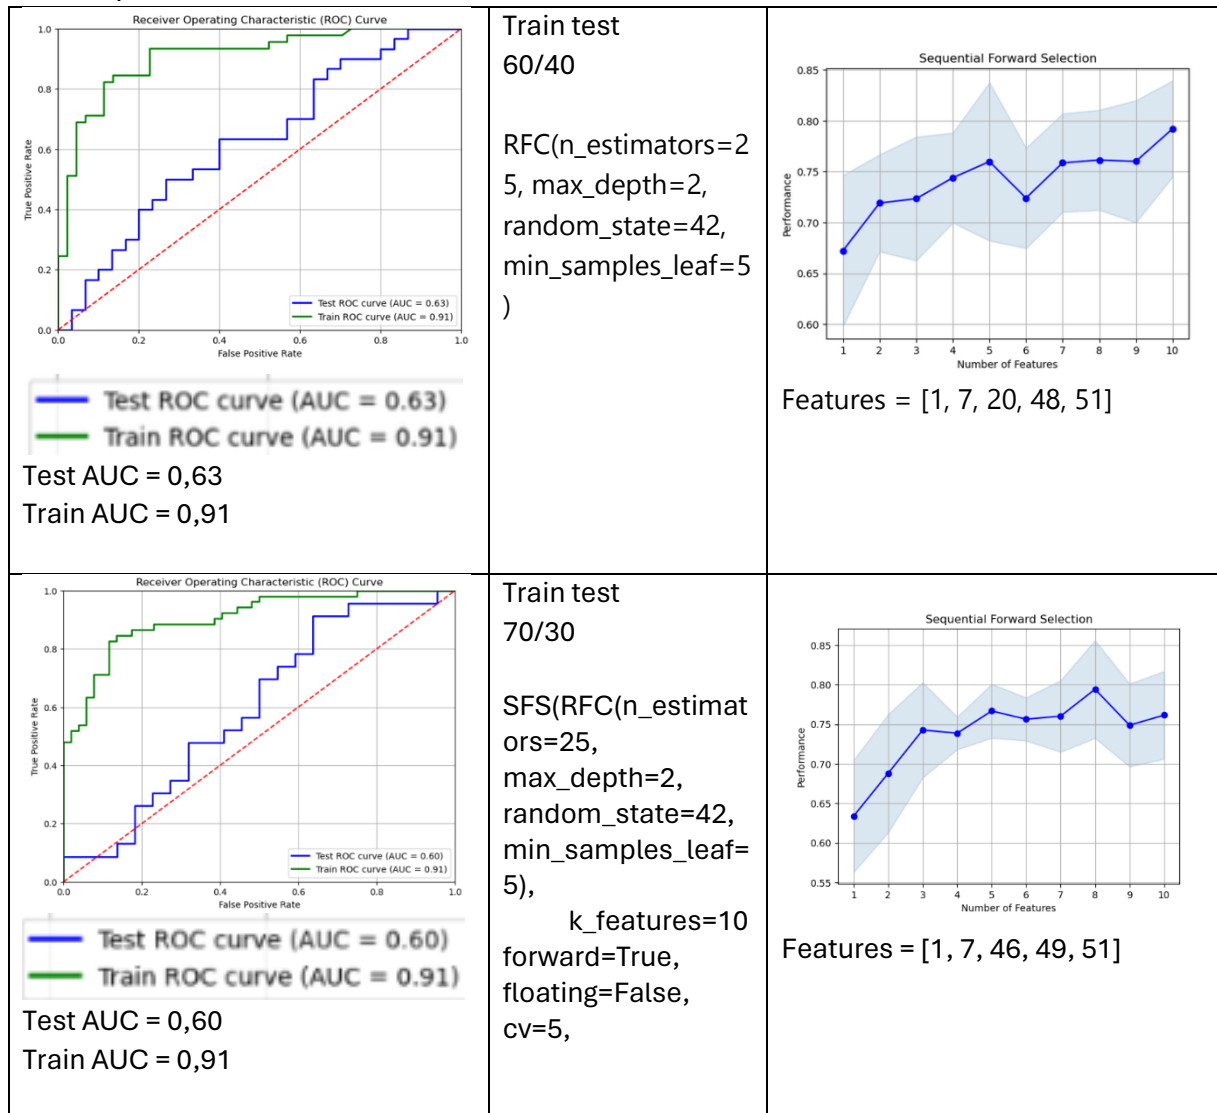 Receiver Operating Characteristic (ROC) Curve
1.0
0.8
0.6
0.4
0.2
0.0
True Positive Rate
0.0 0.2 0.4 0.6 0.8 1.0
False Positive Rate
Test ROC curve (AUC = 0.63)
Train ROC curve (AUC = 0.91)
Test ROC curve (AUC = 0.63)
Train ROC curve (AUC = 0.91)
Test AUC = 0,63
Train AUC = 0,91
Train test
60/40
RFC(n_estimators=2
5, max_depth=2,
random_state=42,
min_samples_leaf=5
)
Sequential Forward Selection
0.85
0.80
0.75
0.70
0.65
0.60
Performance
1 2 3 4 5 6 7 8 9 10
Number of Features
Features = [1, 7, 20, 48, 51]
Receiver Operating Characteristic (ROC) Curve
1.0
0.8
0.6
0.4
0.2
0.0
True Positive Rate
0.0 0.2 0.4 0.6 0.8 1.0
False Positive Rate
Test ROC curve (AUC = 0.60)
Train ROC curve (AUC = 0.91)
Test ROC curve (AUC = 0.60)
Train ROC curve (AUC = 0.91)
Test AUC = 0,60
Train AUC = 0,91
Train test
70/30
SFS(RFC(n_estimat
ors=25,
max_depth=2,
random_state=42,
min_samples_leaf=
5),
k_features=10
forward=True,
floating=False,
cv=5,
Sequential Forward Selection
0.85
0.80
0.75
0.70
0.65
0.60
0.55
Performance
1 2 3 4 5 6 7 8 9 10
Number of Features
Features = [1, 7, 46, 49, 51]